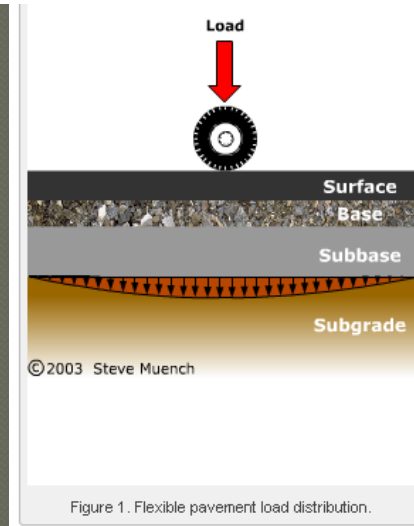 Load
Surface
Base
Subbase
Subgrade
©2003 Steve Muench
Figure 1. Flexible pavement load distribution.